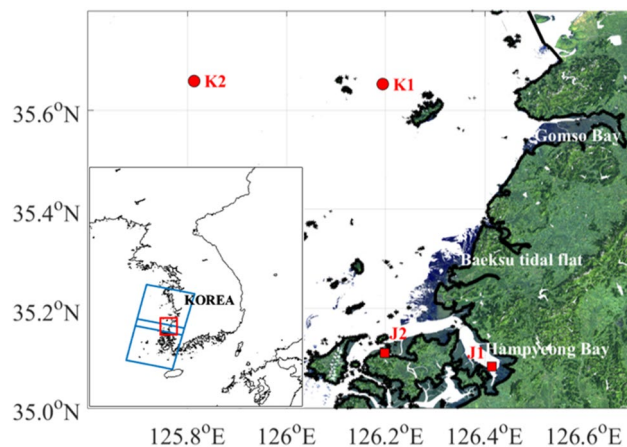 K2
K1
35.6°N
Gomso Bay
35.4°N
Baeksu tidal flat
KOREA
35.2°N
J2
J1
Hampyeong Bay
35.0°N
125.8°E
126.0°E
126.2°E
126.4°E
126.6°E